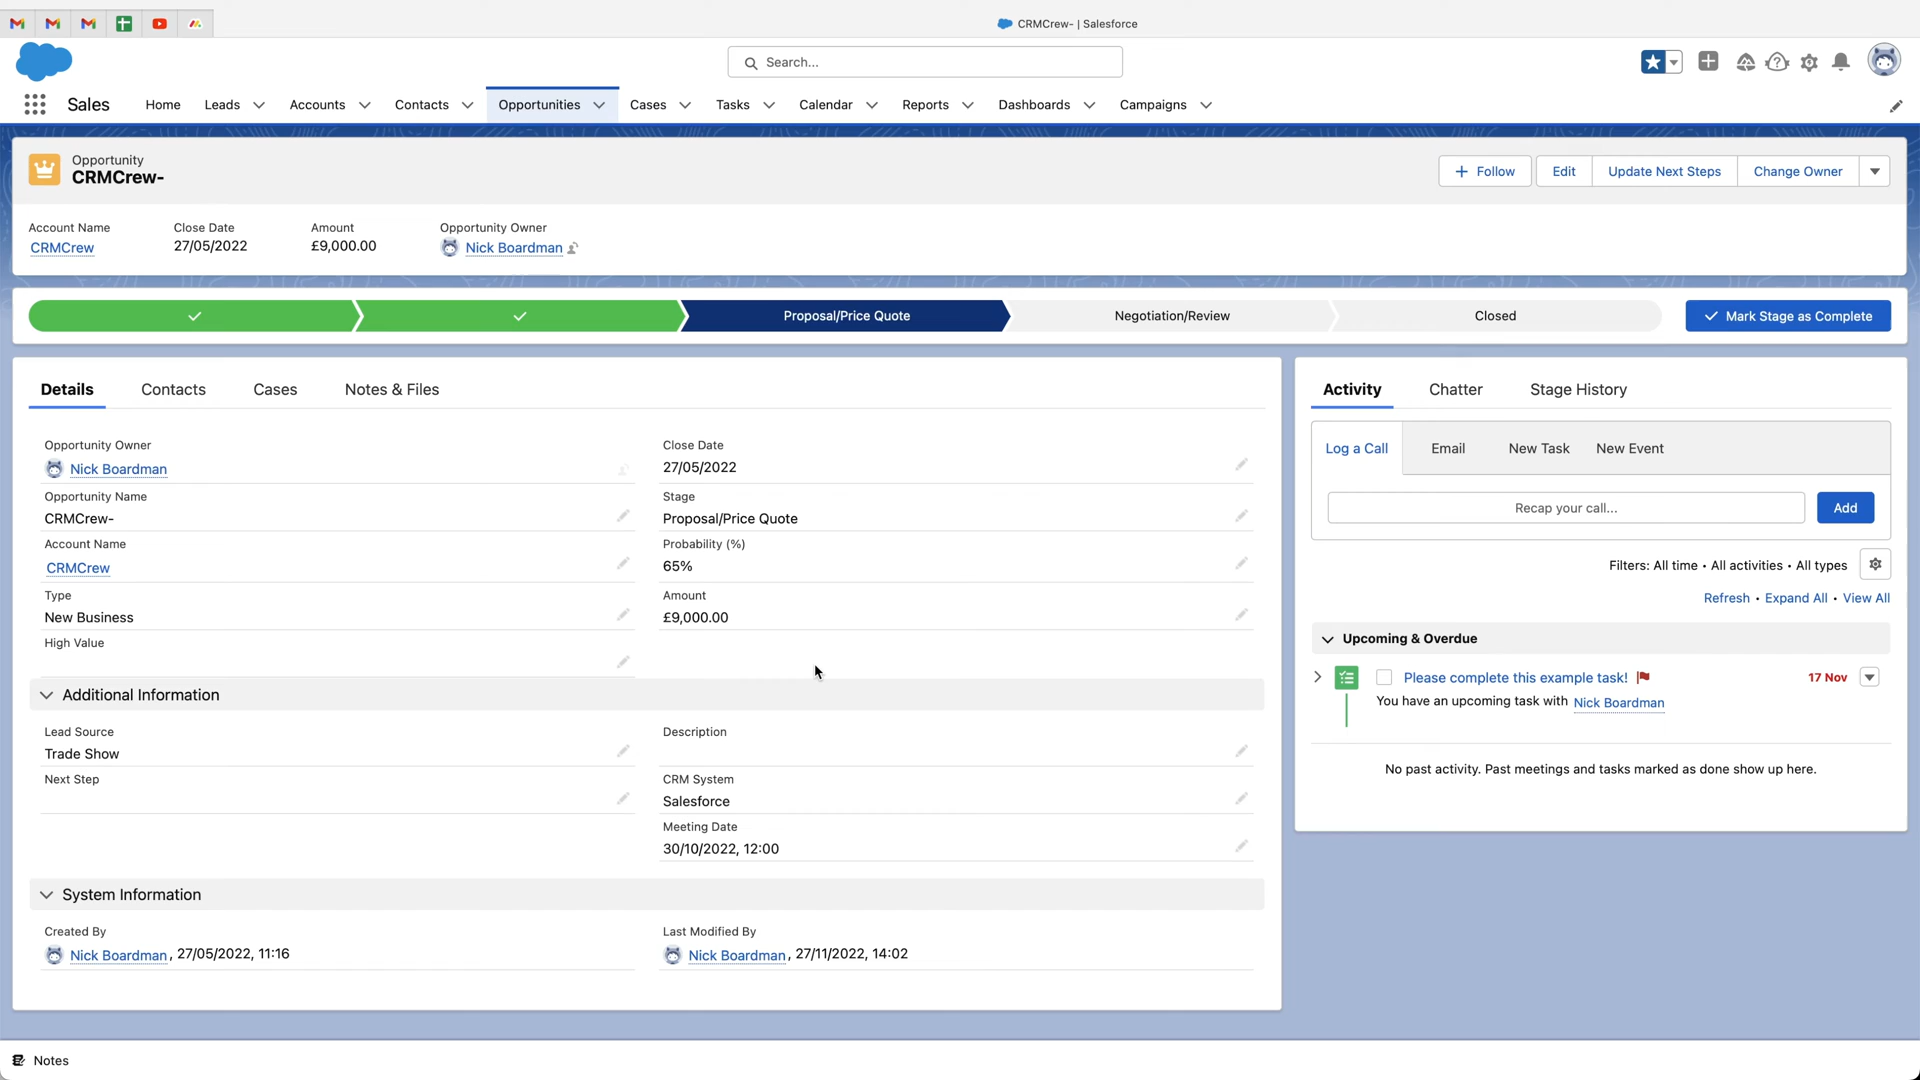 CRMCrew- | Salesforce
Search...
Sales
Home
Leads
Accounts
Contacts
Opportunities
Cases
Tasks
Calendar
Reports
Dashboards
Campaigns
Opportunity
CRMCrew-
Follow
Edit
Update Next Steps
Change Owner
Account Name
CRMCrew
Close Date
27/05/2022
Amount
£9,000.00
Opportunity Owner
Nick Boardman
Proposal/Price Quote
Negotiation/Review
Closed
Mark Stage as Complete
Details
Contacts
Cases
Notes & Files
Opportunity Owner
Nick Boardman
Close Date
27/05/2022
Opportunity Name
CRMCrew-
Stage
Proposal/Price Quote
Account Name
CRMCrew
Probability (%)
65%
Type
New Business
Amount
£9,000.00
High Value
Additional Information
Lead Source
Trade Show
Description
Next Step
CRM System
Salesforce
Meeting Date
30/10/2022, 12:00
System Information
Created By
Nick Boardman, 27/05/2022, 11:16
Last Modified By
Nick Boardman, 27/11/2022, 14:02
Activity
Chatter
Stage History
Log a Call
Email
New Task
New Event
Recap your call...
Add
Filters: All time • All activities • All types
Refresh • Expand All • View All
Upcoming & Overdue
Please complete this example task!
17 Nov
You have an upcoming task with Nick Boardman
No past activity. Past meetings and tasks marked as done show up here.
Notes